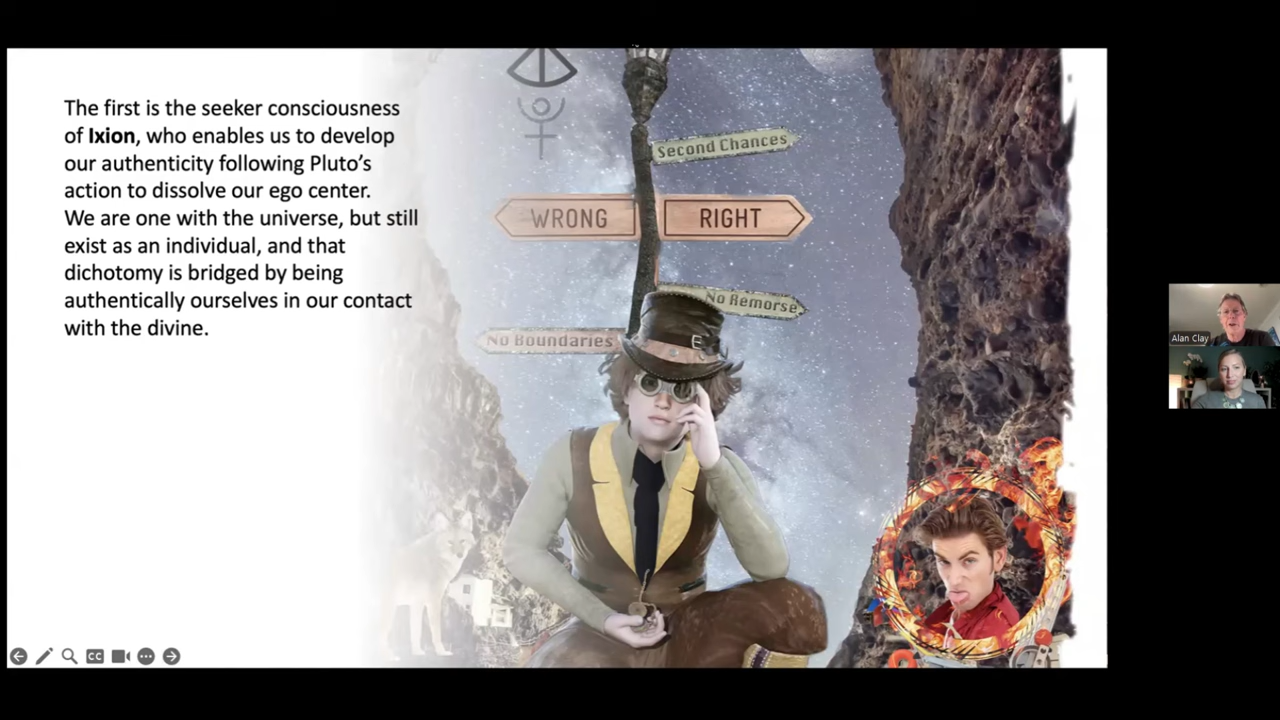 The first is the seeker consciousness
of Ixion, who enables us to develop
our authenticity following Pluto’s
action to dissolve our ego center.
We are one with the universe, but still
exist as an individual, and that
dichotomy is bridged by being
authentically ourselves in our contact
with the divine.
Second Chances
WRONG
RIGHT
No Remorse
No Boundaries
Alan Clay
CC